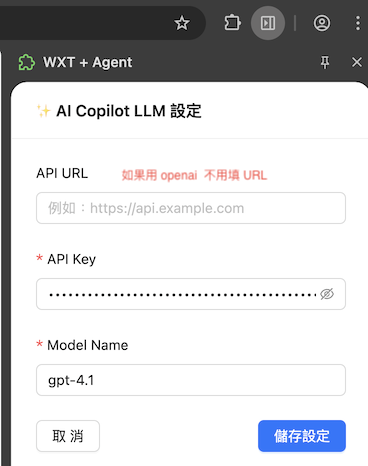 WXT + Agent
✨ AI Copilot LLM 設定
API URL 如果用 openai 不用填 URL
例如：https://api.example.com
* API Key
••••••••••••••••••••••••••••••••••••••••
* Model Name
gpt-4.1
取 消 儲存設定